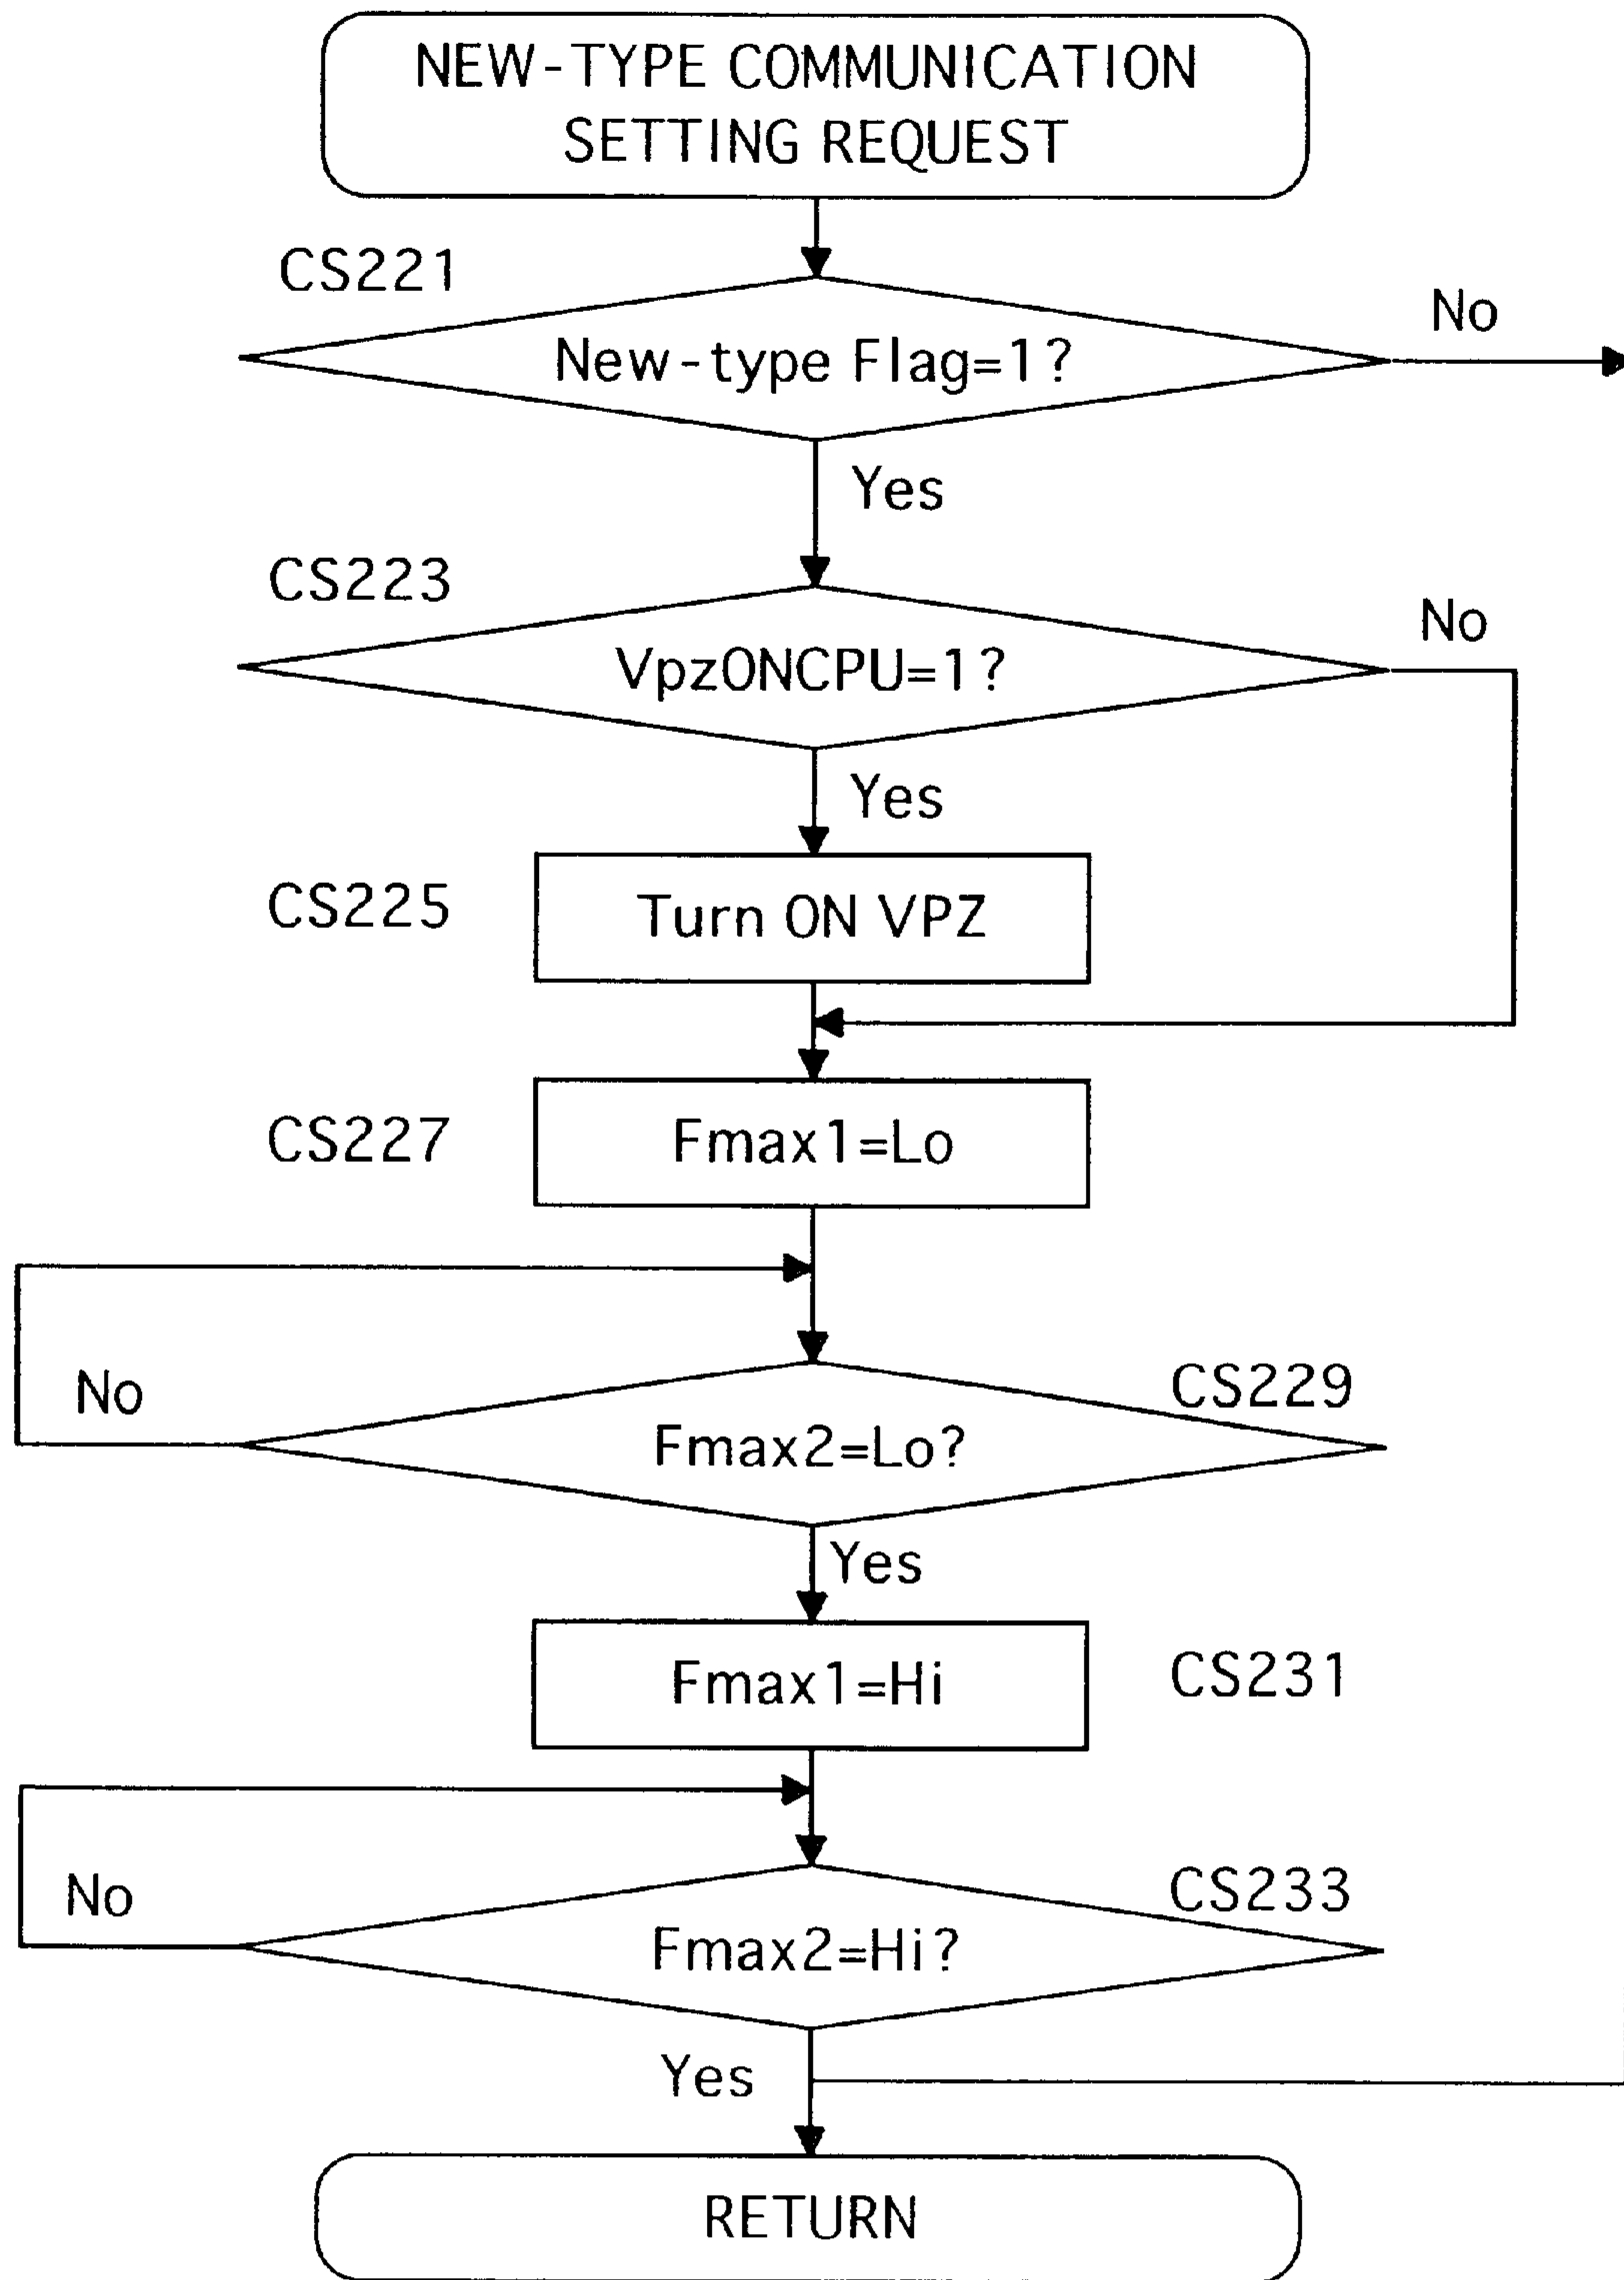 NEW-TYPE COMMUNICATION
SETTING REQUEST
CS221
No
New-type Flag=1?
Yes
CS223
No
VpzONCPU=1?
Yes
CS225
Turn ON VPZ
CS227
Fmax1=Lo
No
CS229
Fmax2=Lo?
Yes
Fmax1=Hi
CS231
No
CS233
Fmax2=Hi?
Yes
RETURN